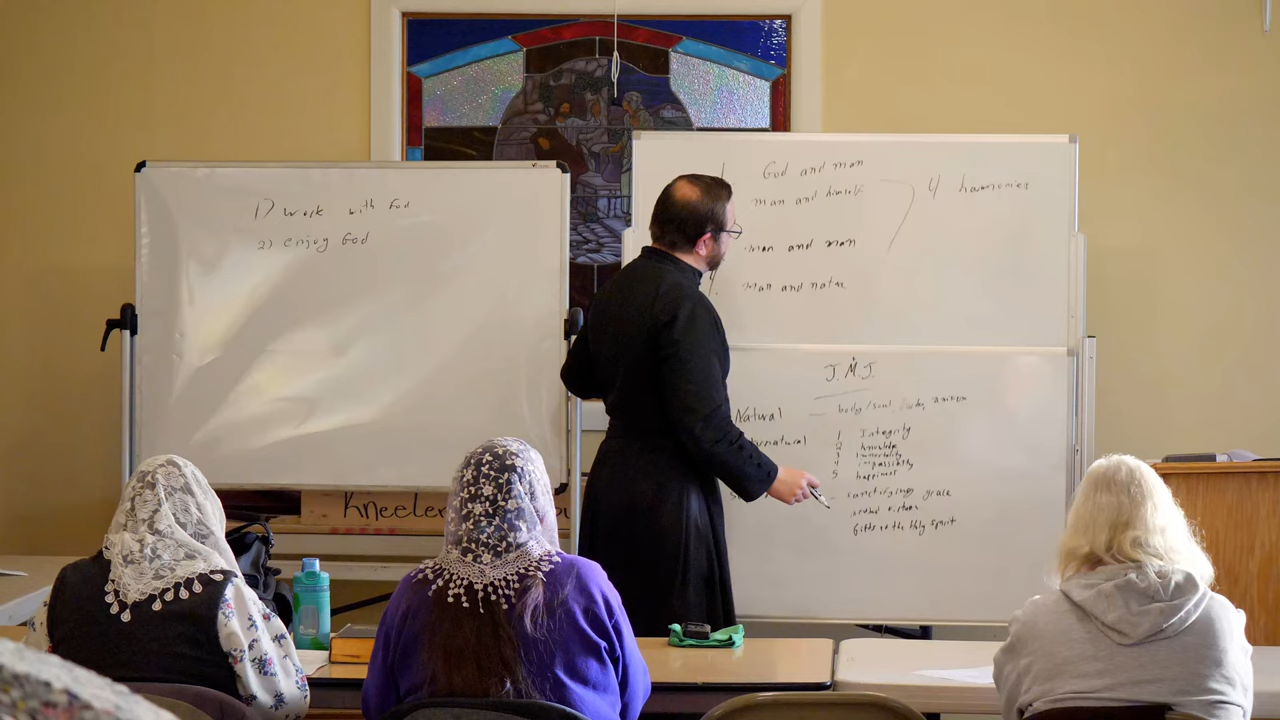 1) work with God
2) enjoy God
God and man
man and himself
4 harmonies
man and man
4. man and nature
J. M. J.
Natural — body/soul
1 Integrity
2 knowledge
3 immortality
4 impassibity
5 happiness
sanctifying grace
Gifts of the Holy Spirit
Kneeler